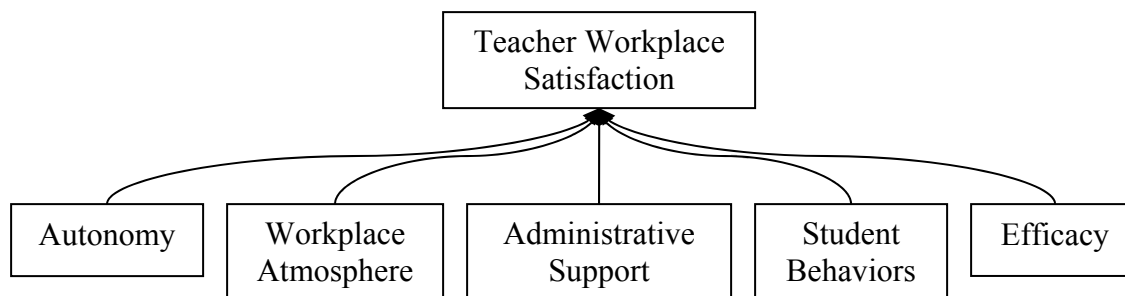 Teacher Workplace
Satisfaction
Autonomy
Workplace
Atmosphere
Administrative
Support
Student
Behaviors
Efficacy